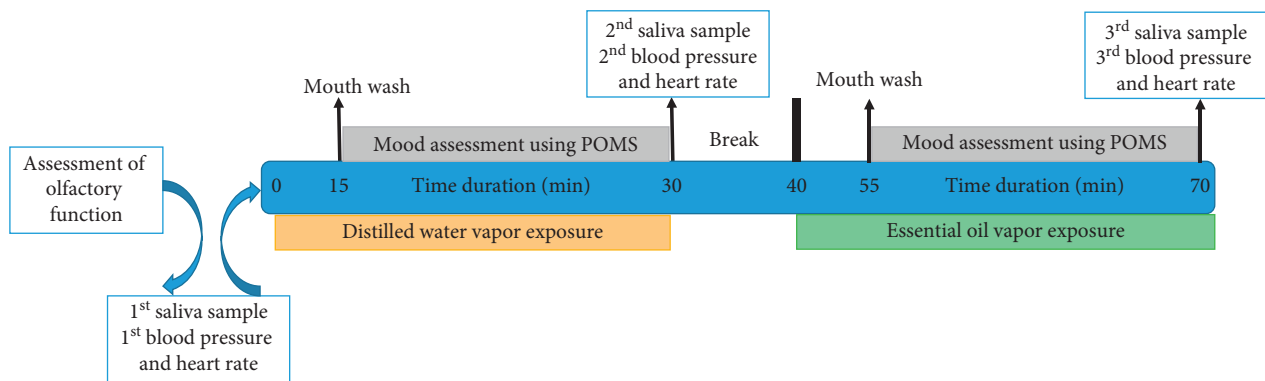 Assessment of
olfactory
function
1st saliva sample
1st blood pressure
and heart rate
Mouth wash
2nd saliva sample
2nd blood pressure
and heart rate
Mood assessment using POMS
Break
Mouth wash
3rd saliva sample
3rd blood pressure
and heart rate
Mood assessment using POMS
0 15 Time duration (min) 30 40 55 Time duration (min) 70
Distilled water vapor exposure
Essential oil vapor exposure